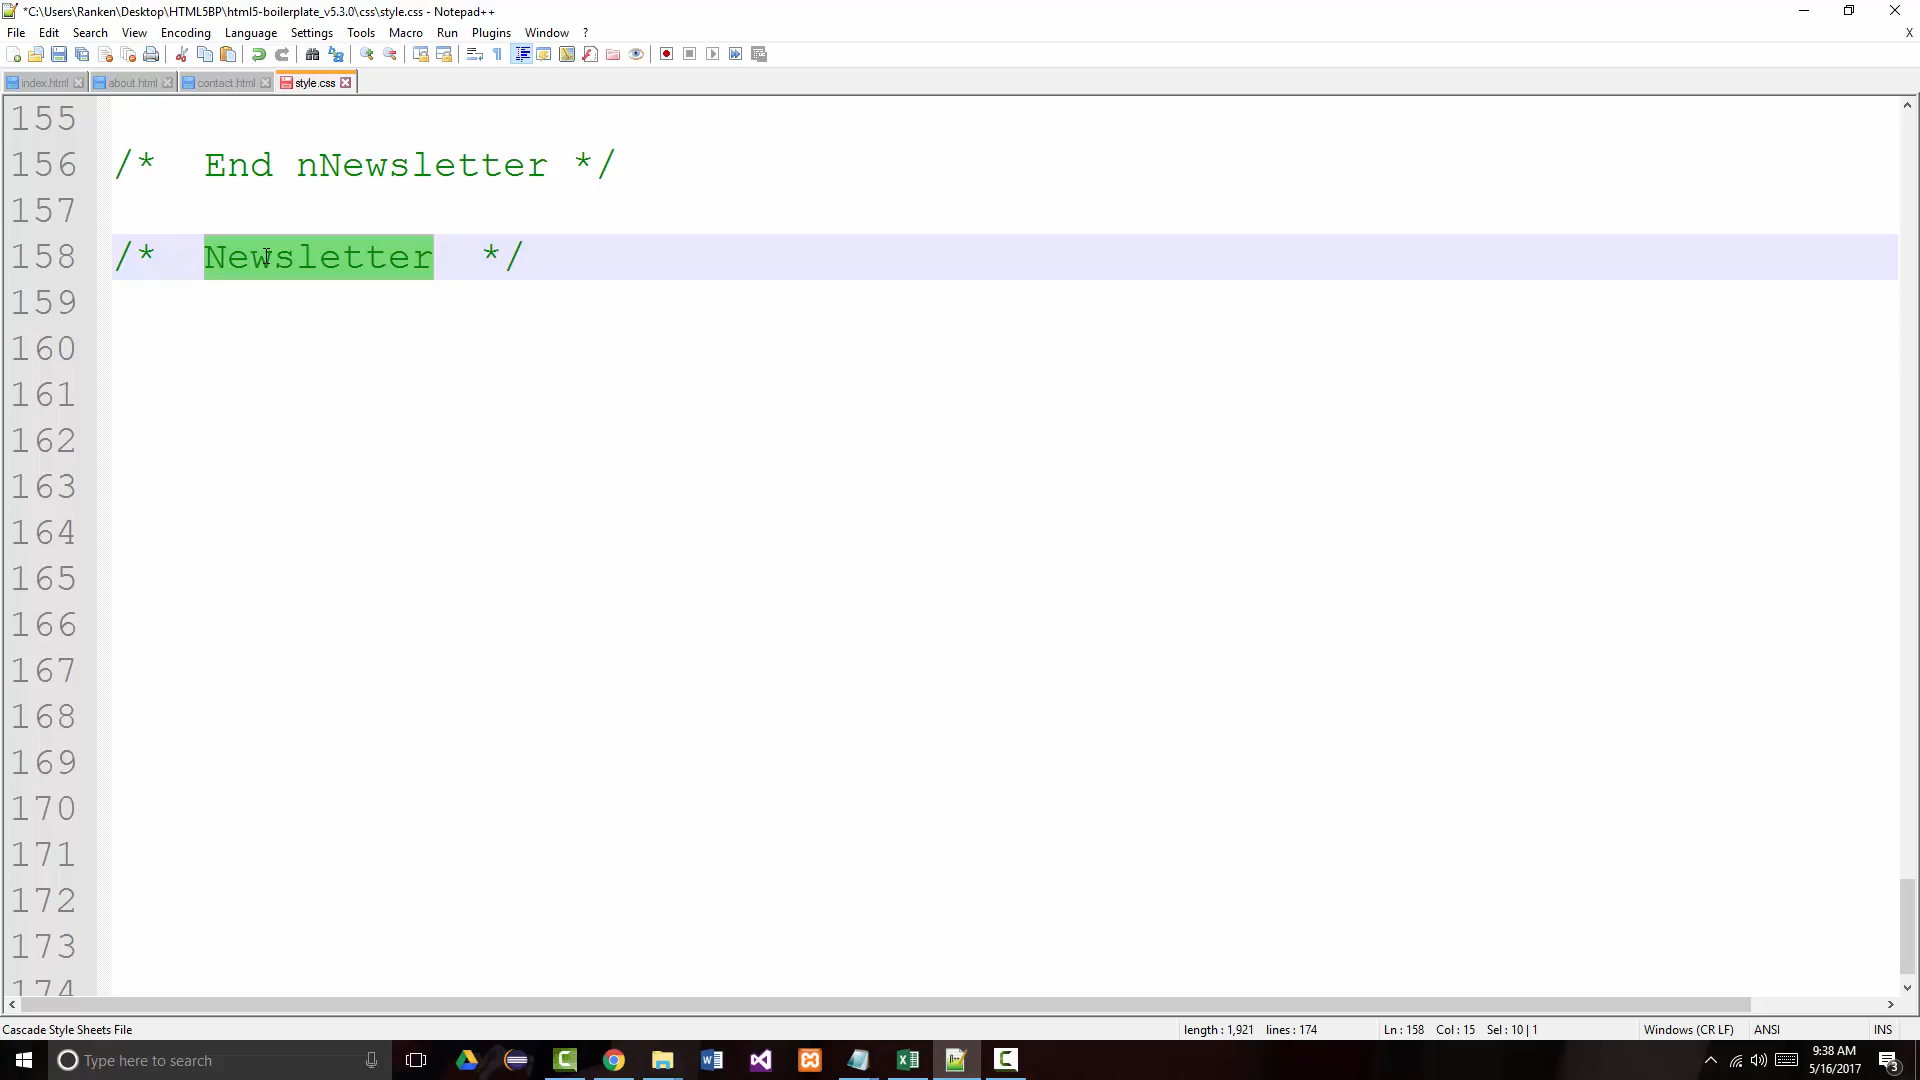 *C:\Users\Ranken\Desktop\HTML5BP\html5-boilerplate_v5.3.0\css\style.css - Notepad++
File Edit Search View Encoding Language Settings Tools Macro Run Plugins Window ? X
index.html about.html contact.html style.css
155
156 /*  End nNewsletter */
157
158 /*  Newsletter  */
159
160
161
162
163
164
165
166
167
168
169
170
171
172
173
174
Cascade Style Sheets File length : 1,921 lines : 174 Ln : 158 Col : 15 Sel : 10 | 1 Windows (CR LF) ANSI INS
Type here to search
9:38 AM
5/16/2017
3